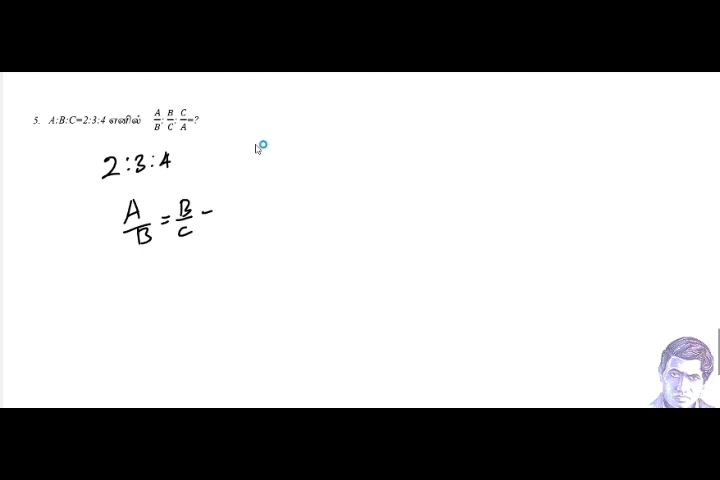 5. A:B:C=2:3:4 எனில் A/B : B/C : C/A =?
2:3:4
A/B = B/C -